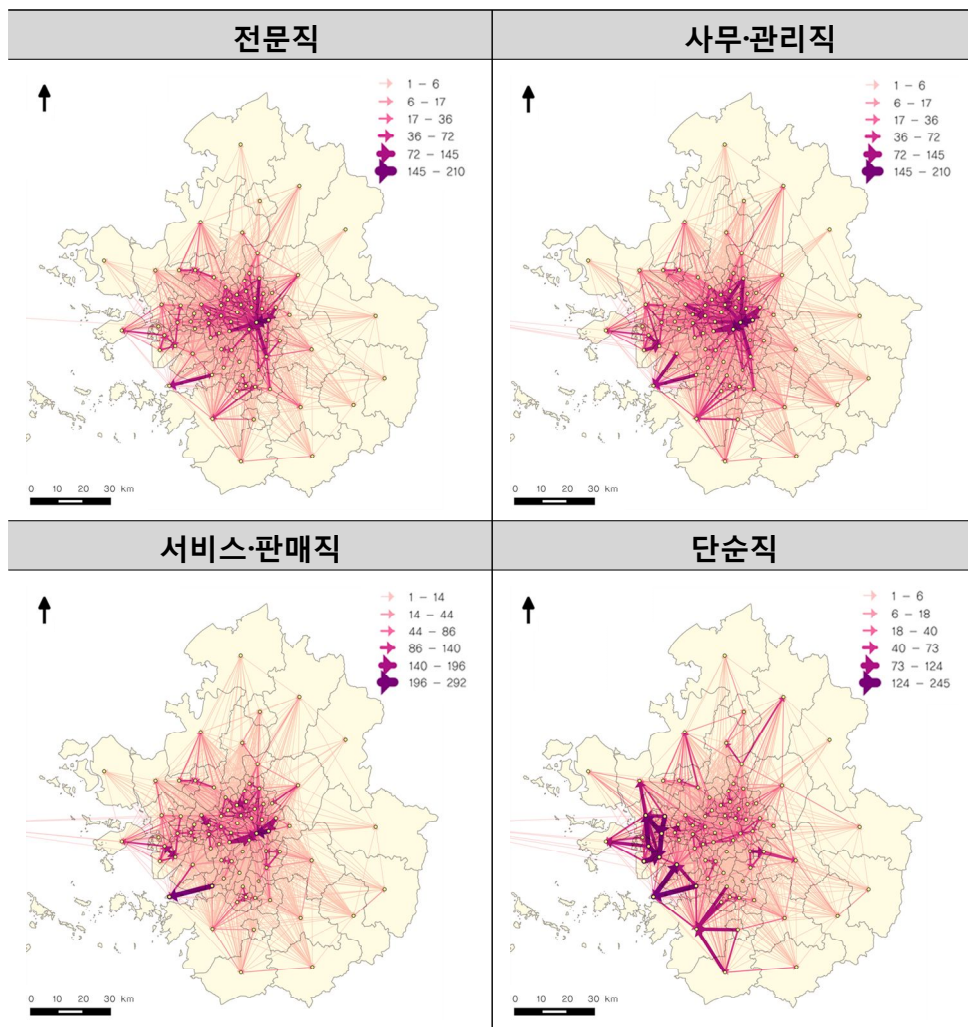 전문직
사무·관리직
1 – 6
6 – 17
17 – 36
36 – 72
72 – 145
145 – 210
0 10 20 30 km
1 – 6
6 – 17
17 – 36
36 – 72
72 – 145
145 – 210
0 10 20 30 km
서비스·판매직
단순직
1 – 14
14 – 44
44 – 86
86 – 140
140 – 196
196 – 292
0 10 20 30 km
1 – 6
6 – 18
18 – 40
40 – 73
73 – 124
124 – 245
0 10 20 30 km